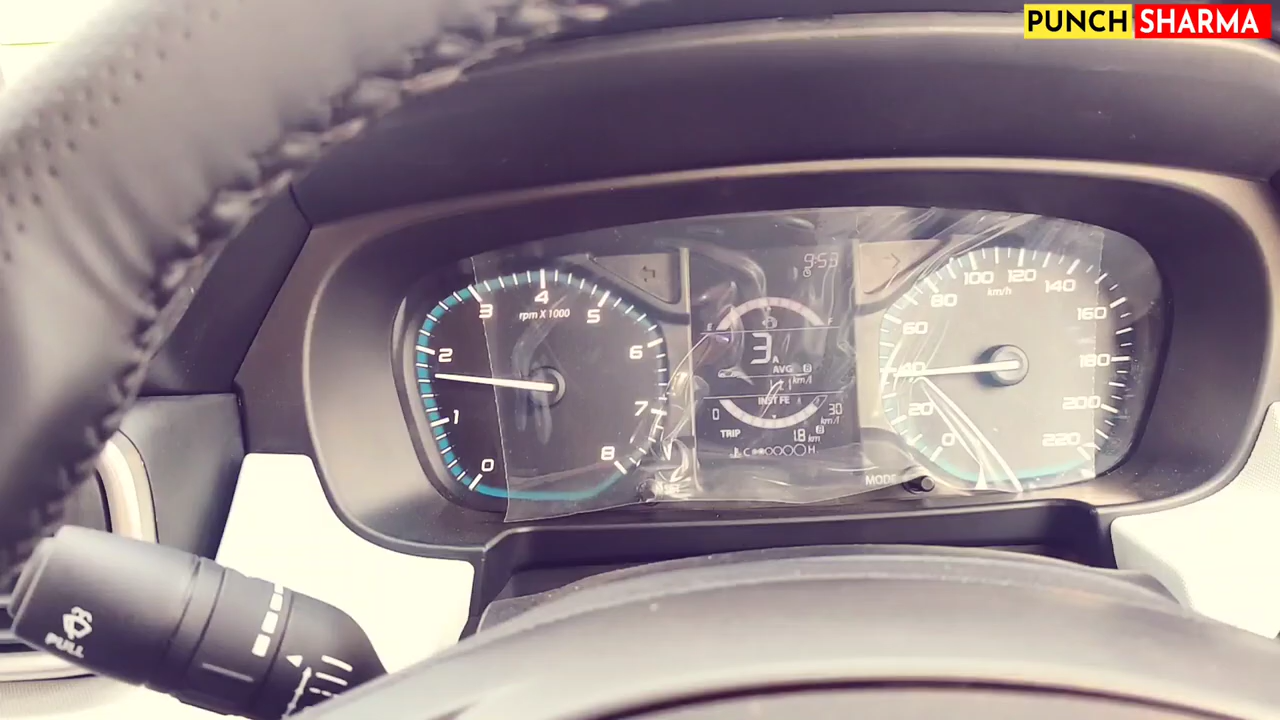 PUNCH SHARMA
9:53
0 1 2 3 4 5 6 7 8
rpm X 1000
E F
3
A
AVG
km/l
INST FE
0 30
km/l
TRIP 1.8 km
C H
0 20 40 60 80 100 120 140 160 180 200 220
km/h
MODE
PULL